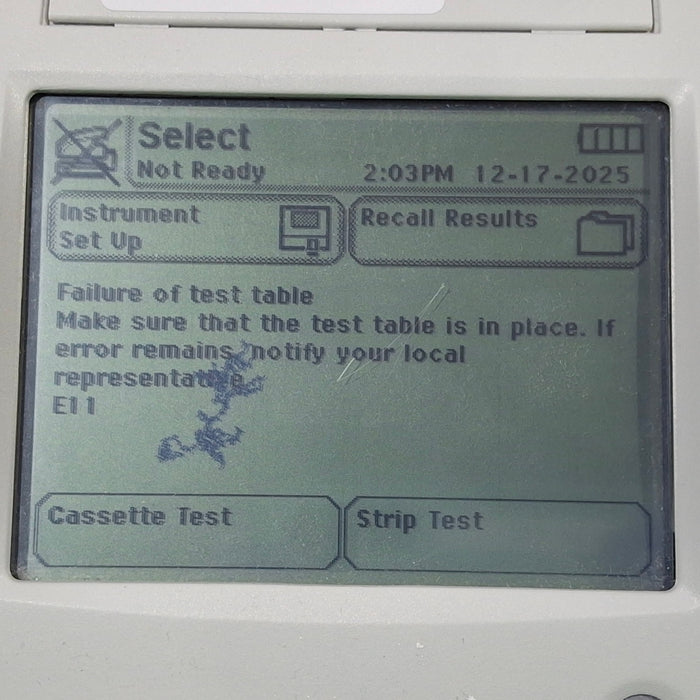 Select
Not Ready
2:03PM 12-17-2025
Instrument
Set Up
Recall Results
Failure of test table
Make sure that the test table is in place. If
error remains, notify your local
representative.
E11
Cassette Test
Strip Test